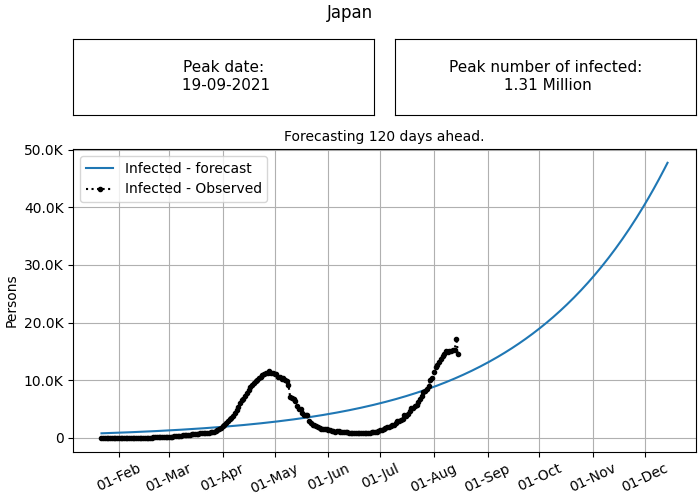 Japan
Peak date:
19-09-2021
Peak number of infected:
1.31 Million
Forecasting 120 days ahead.
50.0K
40.0K
30.0K
20.0K
10.0K
0
Persons
Infected - forecast
Infected - Observed
01-Feb
01-Mar
01-Apr
01-May
01-Jun
01-Jul
01-Aug
01-Sep
01-Oct
01-Nov
01-Dec